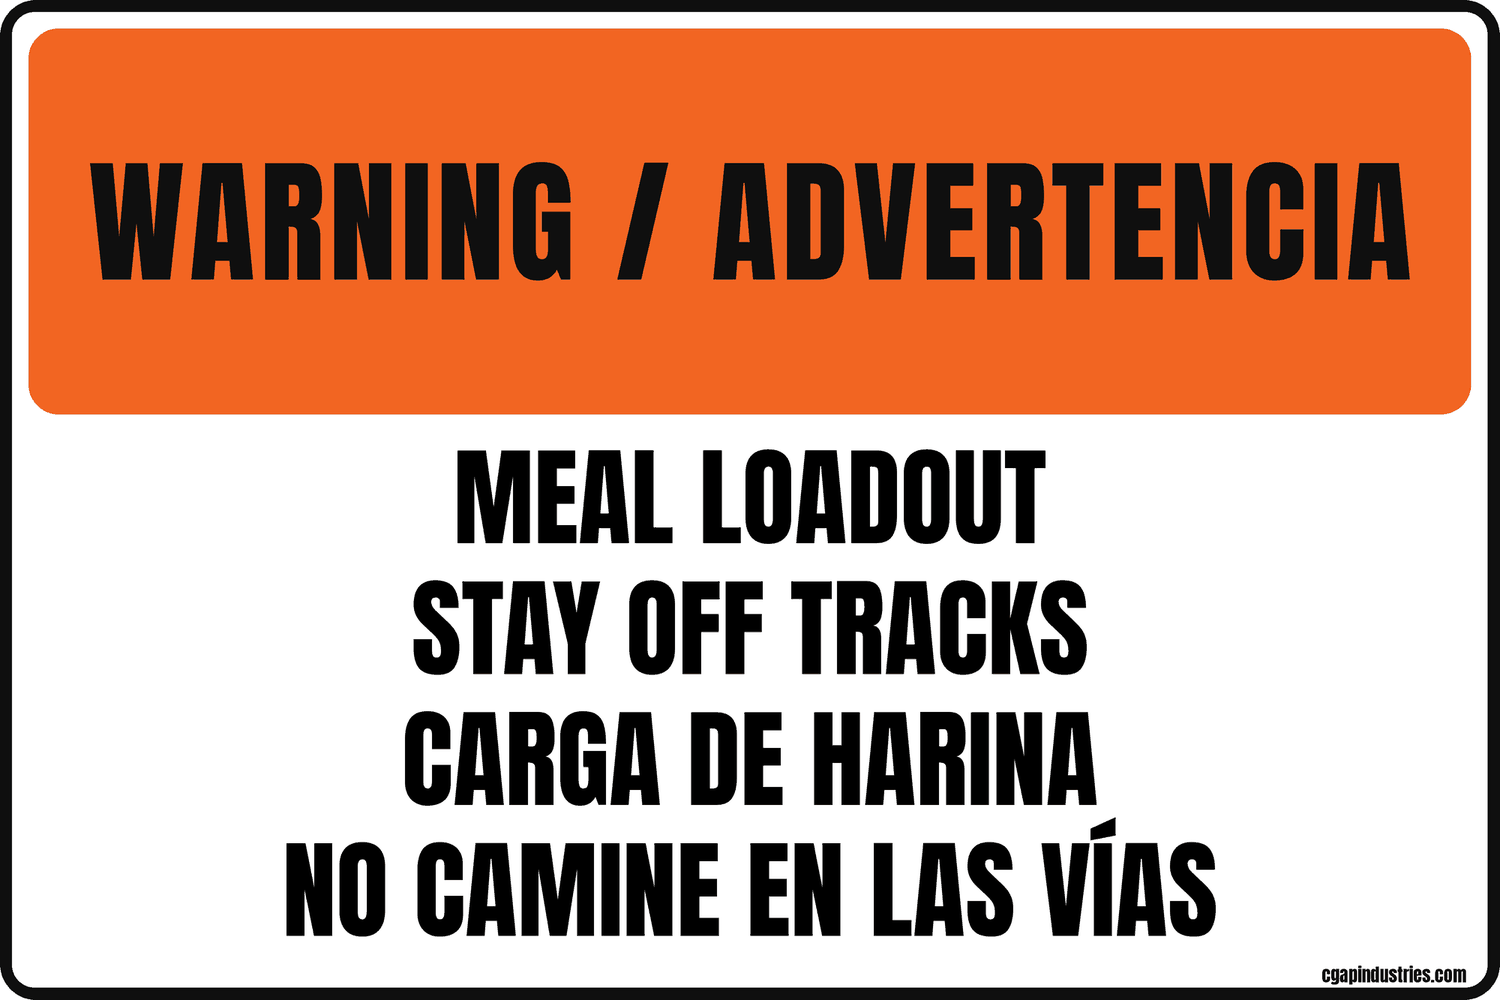 WARNING / ADVERTENCIA
MEAL LOADOUT
STAY OFF TRACKS
CARGA DE HARINA
NO CAMINE EN LAS VÍAS
cgapindustries.com